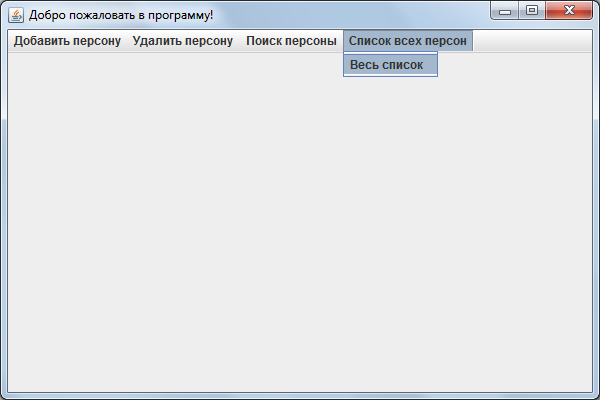 Добро пожаловать в программу!
Добавить персону Удалить персону Поиск персоны Список всех персон
Весь список